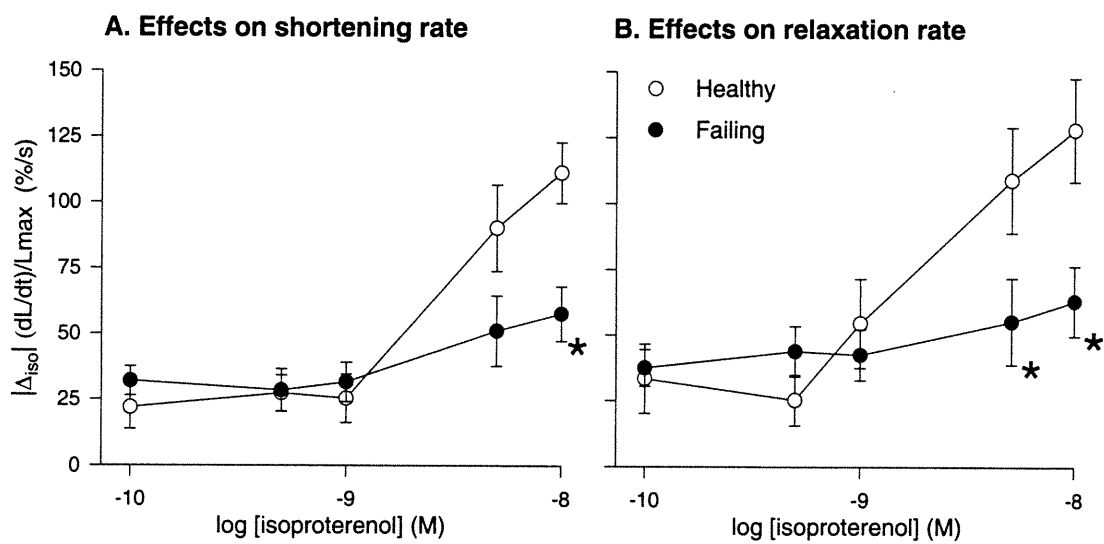 A. Effects on shortening rate
B. Effects on relaxation rate
|Δiso| (dL/dt)/Lmax (%/s)
150
125
100
75
50
25
0
Healthy
Failing
*
*
*
-10
-9
-8
-10
-9
-8
log [isoproterenol] (M)
log [isoproterenol] (M)